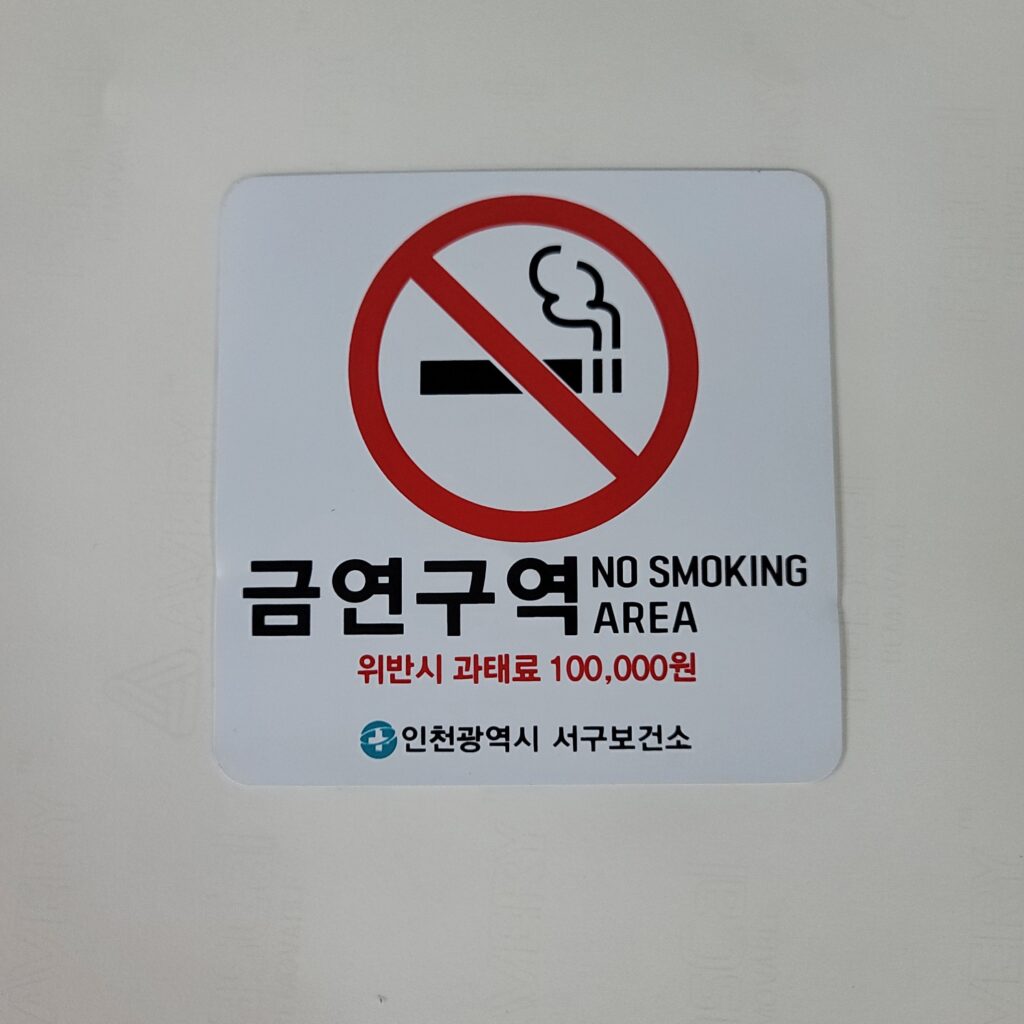 금연구역 NO SMOKING AREA
위반시 과태료 100,000원
인천광역시 서구보건소